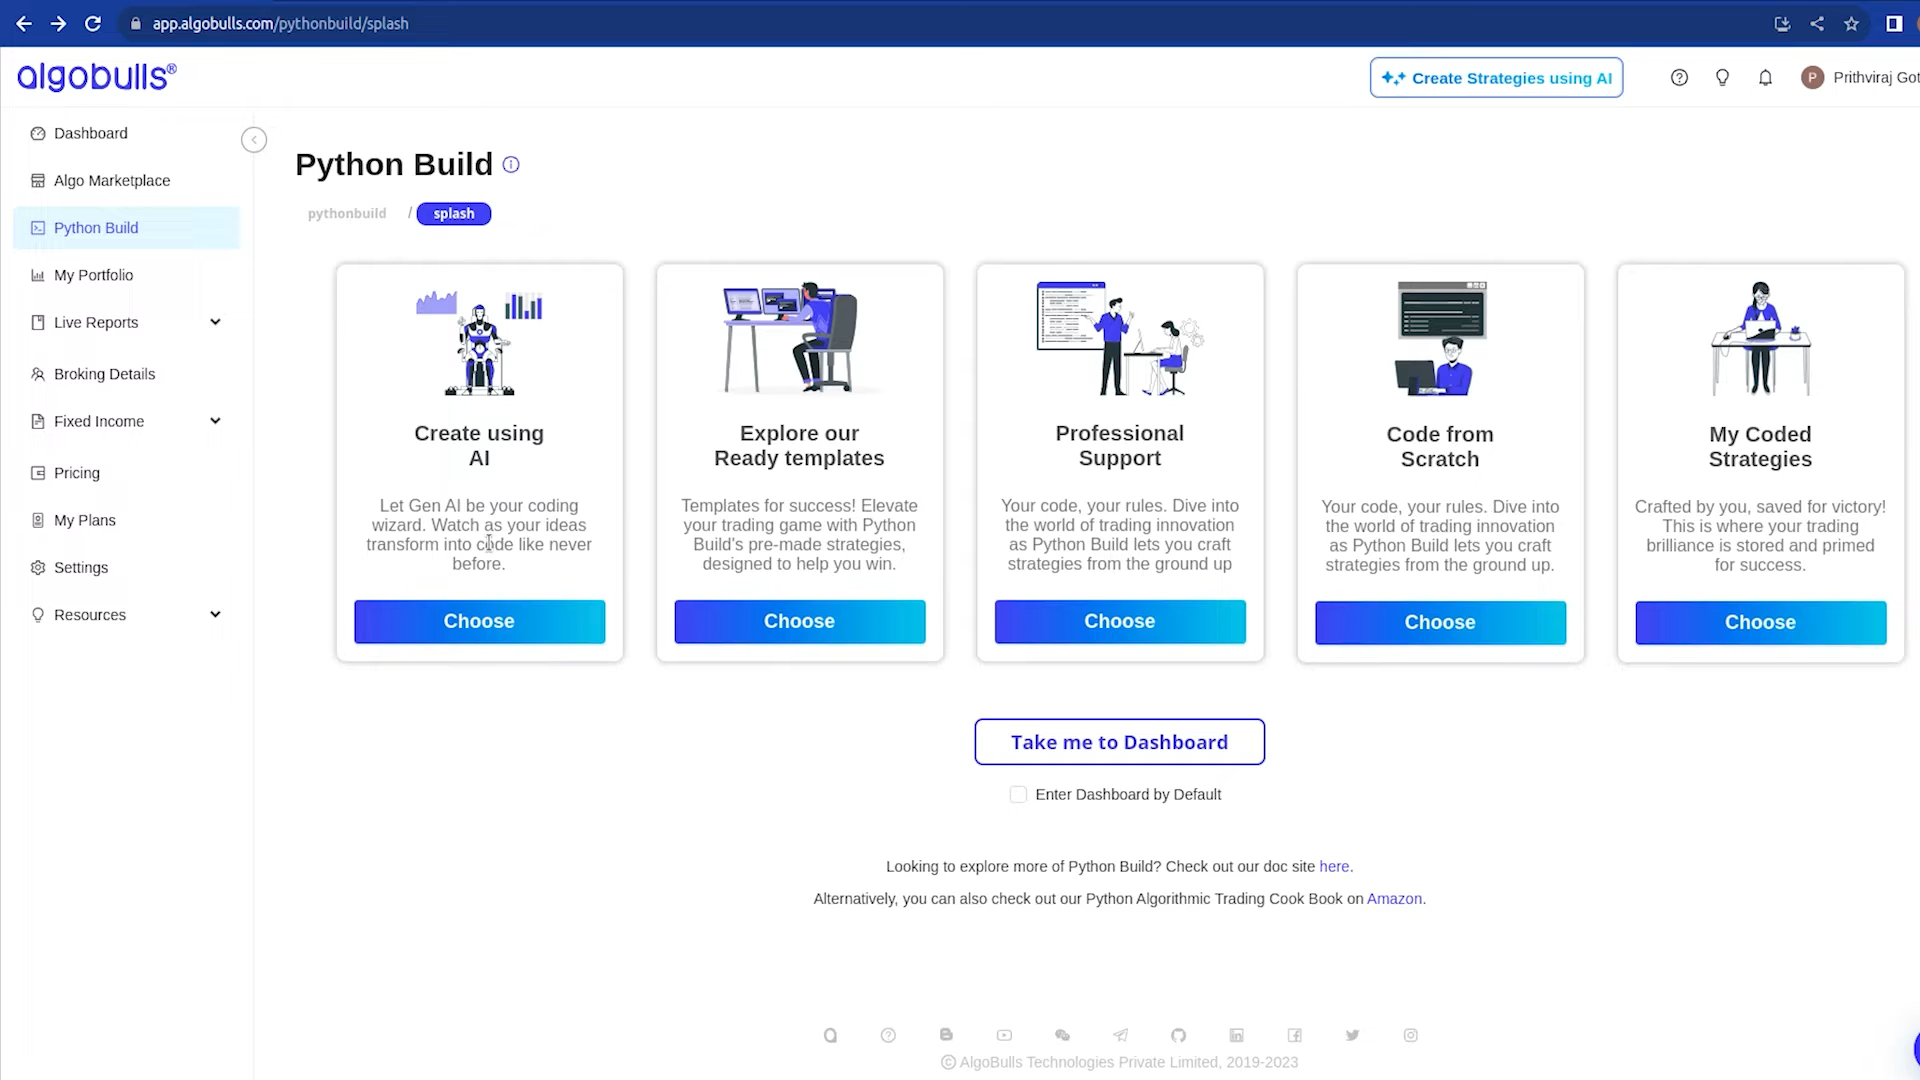 app.algobulls.com/pythonbuild/splash
algobulls®
Create Strategies using AI
P
Prithviraj Got
Dashboard
Algo Marketplace
Python Build
My Portfolio
Live Reports
Broking Details
Fixed Income
Pricing
My Plans
Settings
Resources
Python Build
pythonbuild / splash
Create using
AI
Let Gen AI be your coding
wizard. Watch as your ideas
transform into code like never
before.
Choose
Explore our
Ready templates
Templates for success! Elevate
your trading game with Python
Build's pre-made strategies,
designed to help you win.
Choose
Professional
Support
Your code, your rules. Dive into
the world of trading innovation
as Python Build lets you craft
strategies from the ground up
Choose
Code from
Scratch
Your code, your rules. Dive into
the world of trading innovation
as Python Build lets you craft
strategies from the ground up.
Choose
My Coded
Strategies
Crafted by you, saved for victory!
This is where your trading
brilliance is stored and primed
for success.
Choose
Take me to Dashboard
Enter Dashboard by Default
Looking to explore more of Python Build? Check out our doc site here.
Alternatively, you can also check out our Python Algorithmic Trading Cook Book on Amazon.
© AlgoBulls Technologies Private Limited, 2019-2023